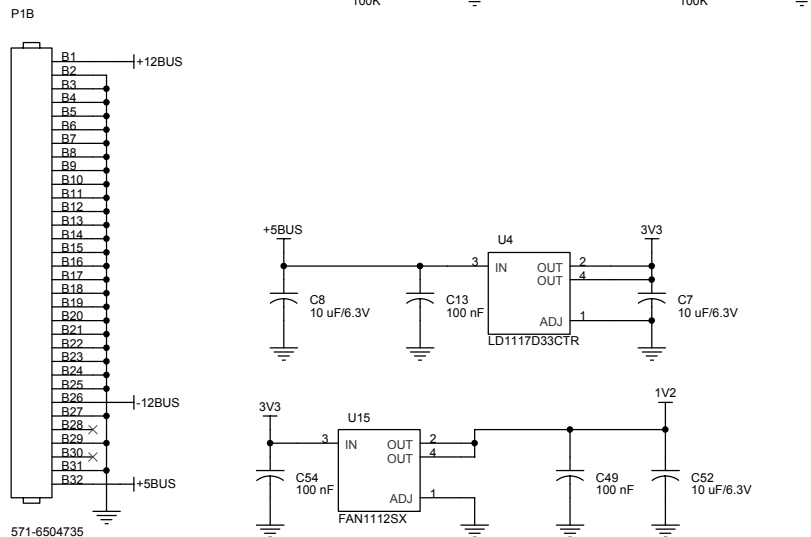 100K
100K
P1B
B1
+12BUS
B2
B3
B4
B5
B6
B7
B8
B9
B10
B11
B12
B13
B14
B15
B16
B17
B18
B19
B20
B21
B22
B23
B24
B25
B26
-12BUS
B27
B28
B29
B30
B31
B32
+5BUS
571-6504735
+5BUS
U4
3V3
3 IN OUT 2
OUT 4
ADJ 1
LD1117D33CTR
C8
10 uF/6.3V
C13
100 nF
C7
10 uF/6.3V
3V3
U15
1V2
3 IN OUT 2
OUT 4
ADJ 1
FAN1112SX
C54
100 nF
C49
100 nF
C52
10 uF/6.3V